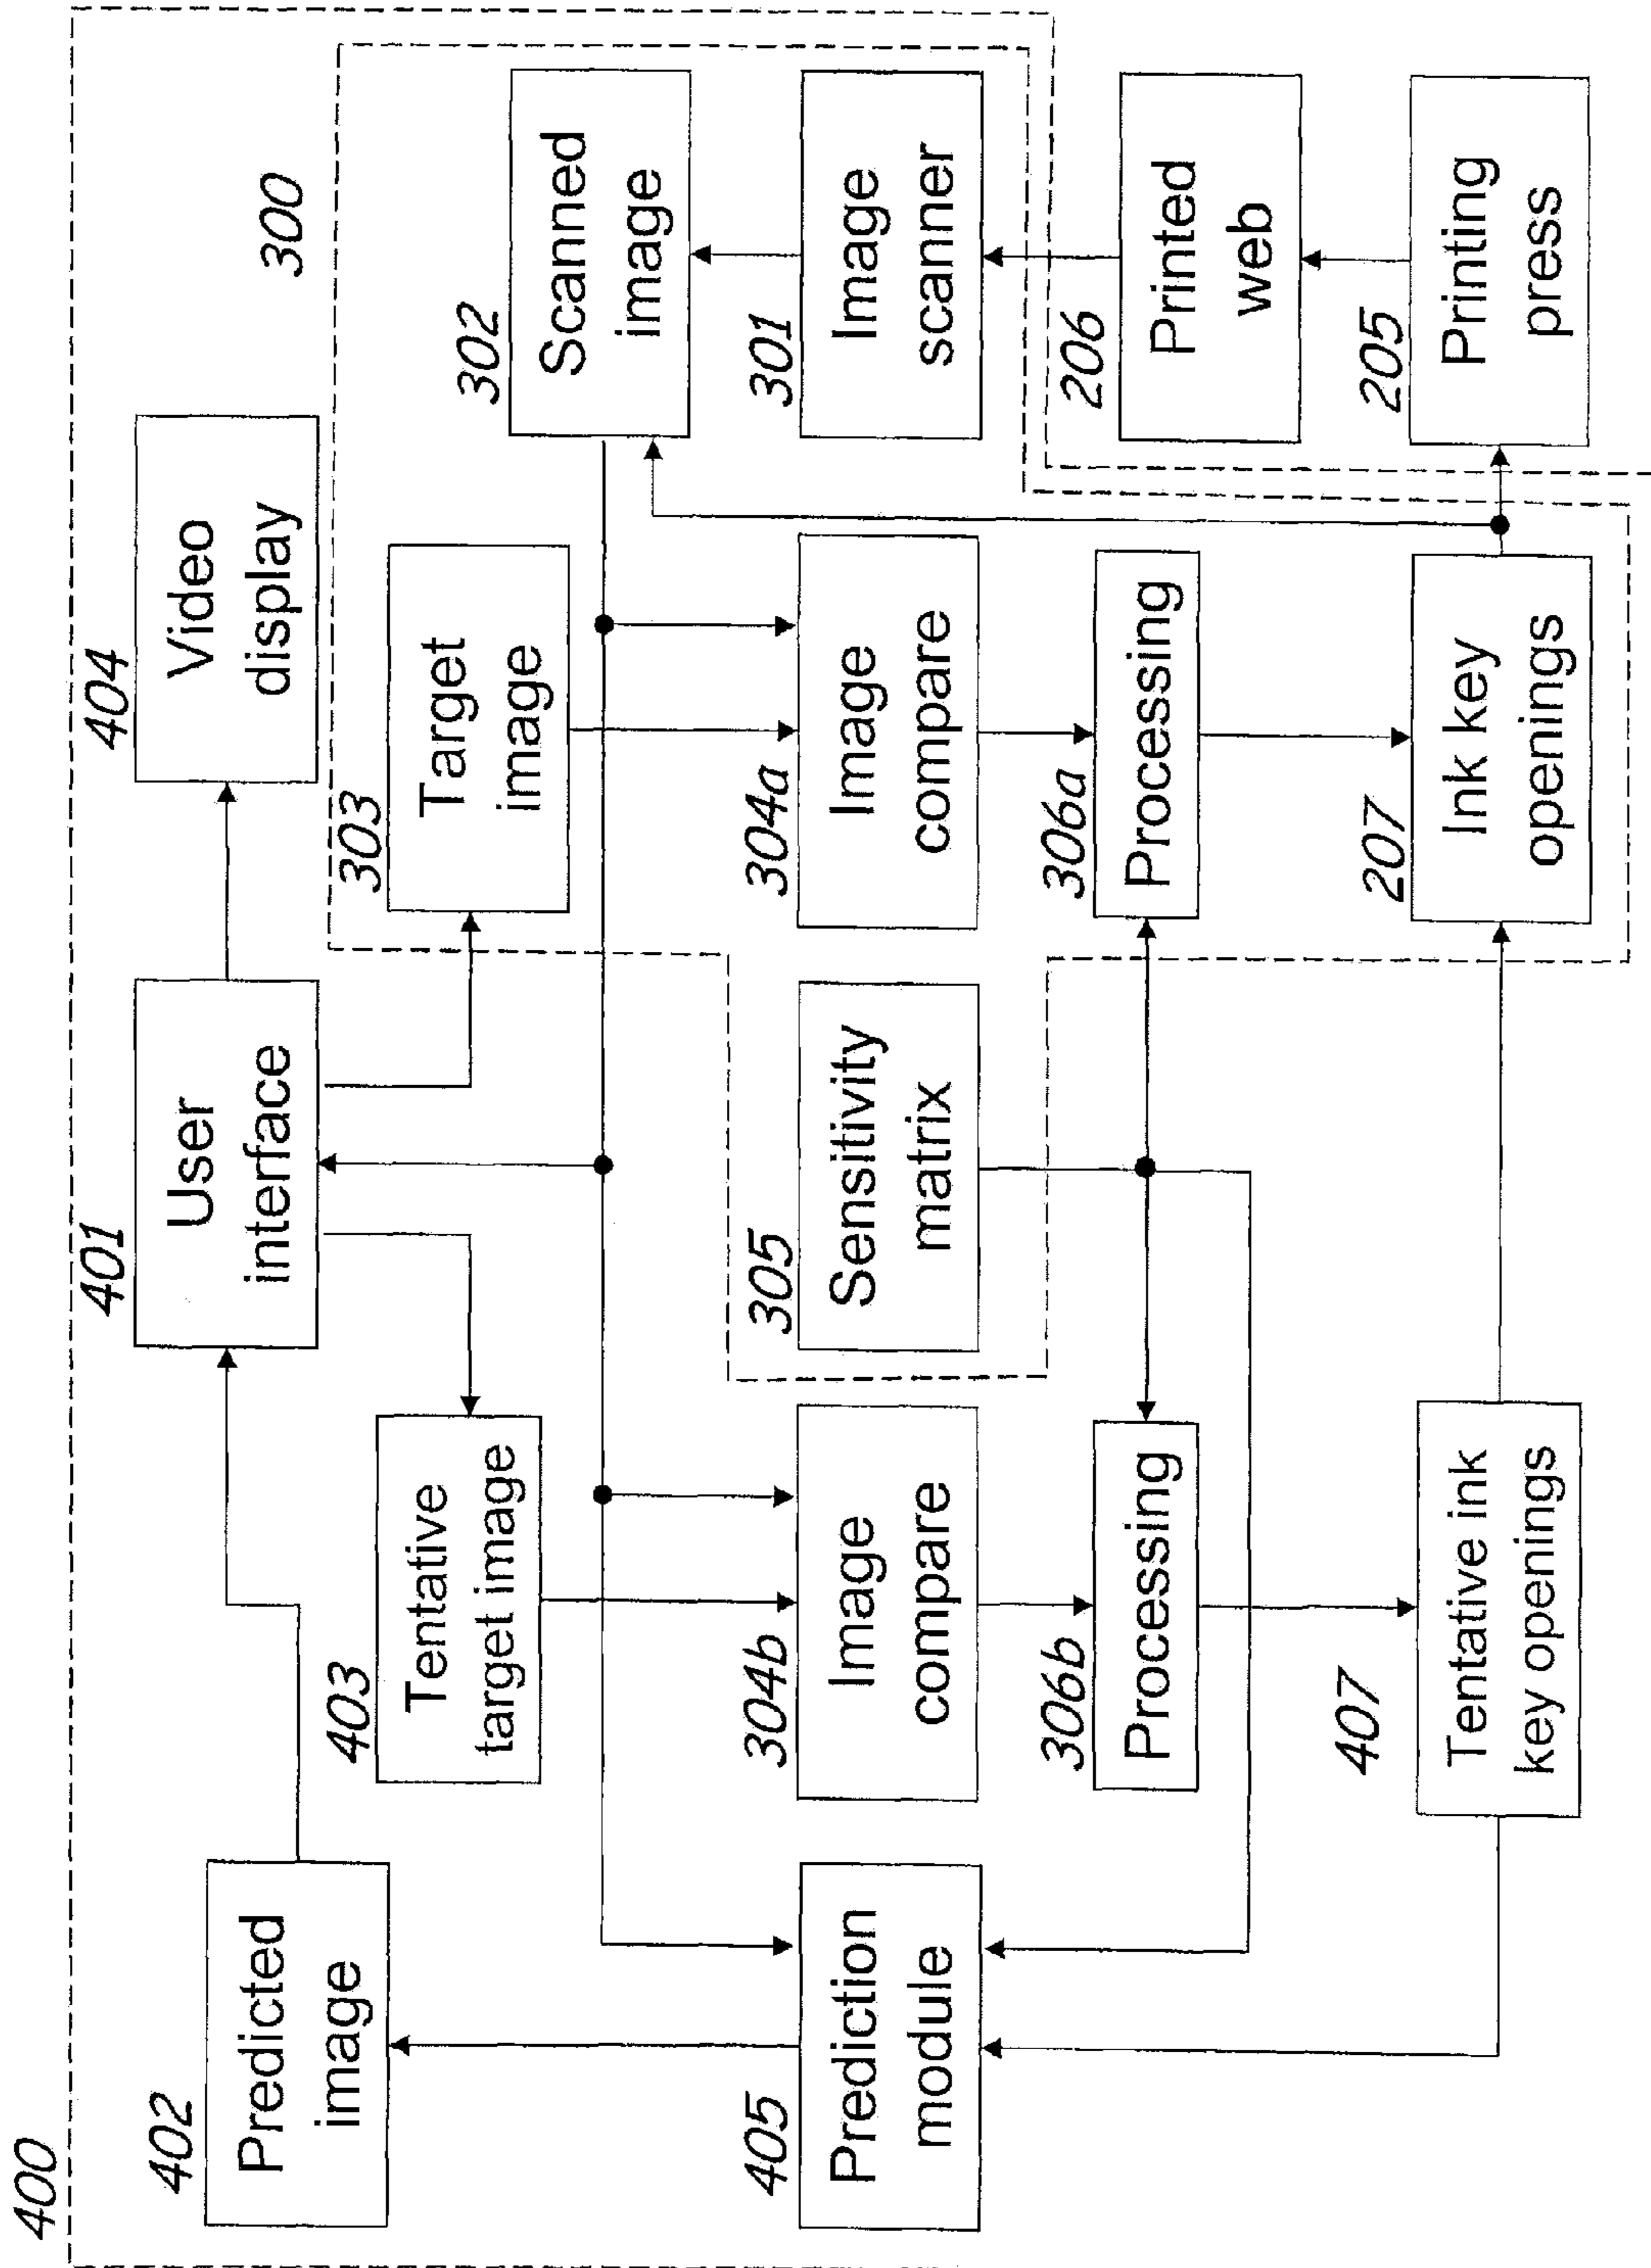 400
402
Predicted
image
401
User
interface
404
Video
display
300
403
Tentative
target image
303
Target
image
302
Scanned
image
405
Prediction
module
304b
Image
compare
305
Sensitivity
matrix
304a
Image
compare
301
Image
scanner
306b
Processing
306a
Processing
206
Printed
web
407
Tentative ink
key openings
207
Ink key
openings
205
Printing
press